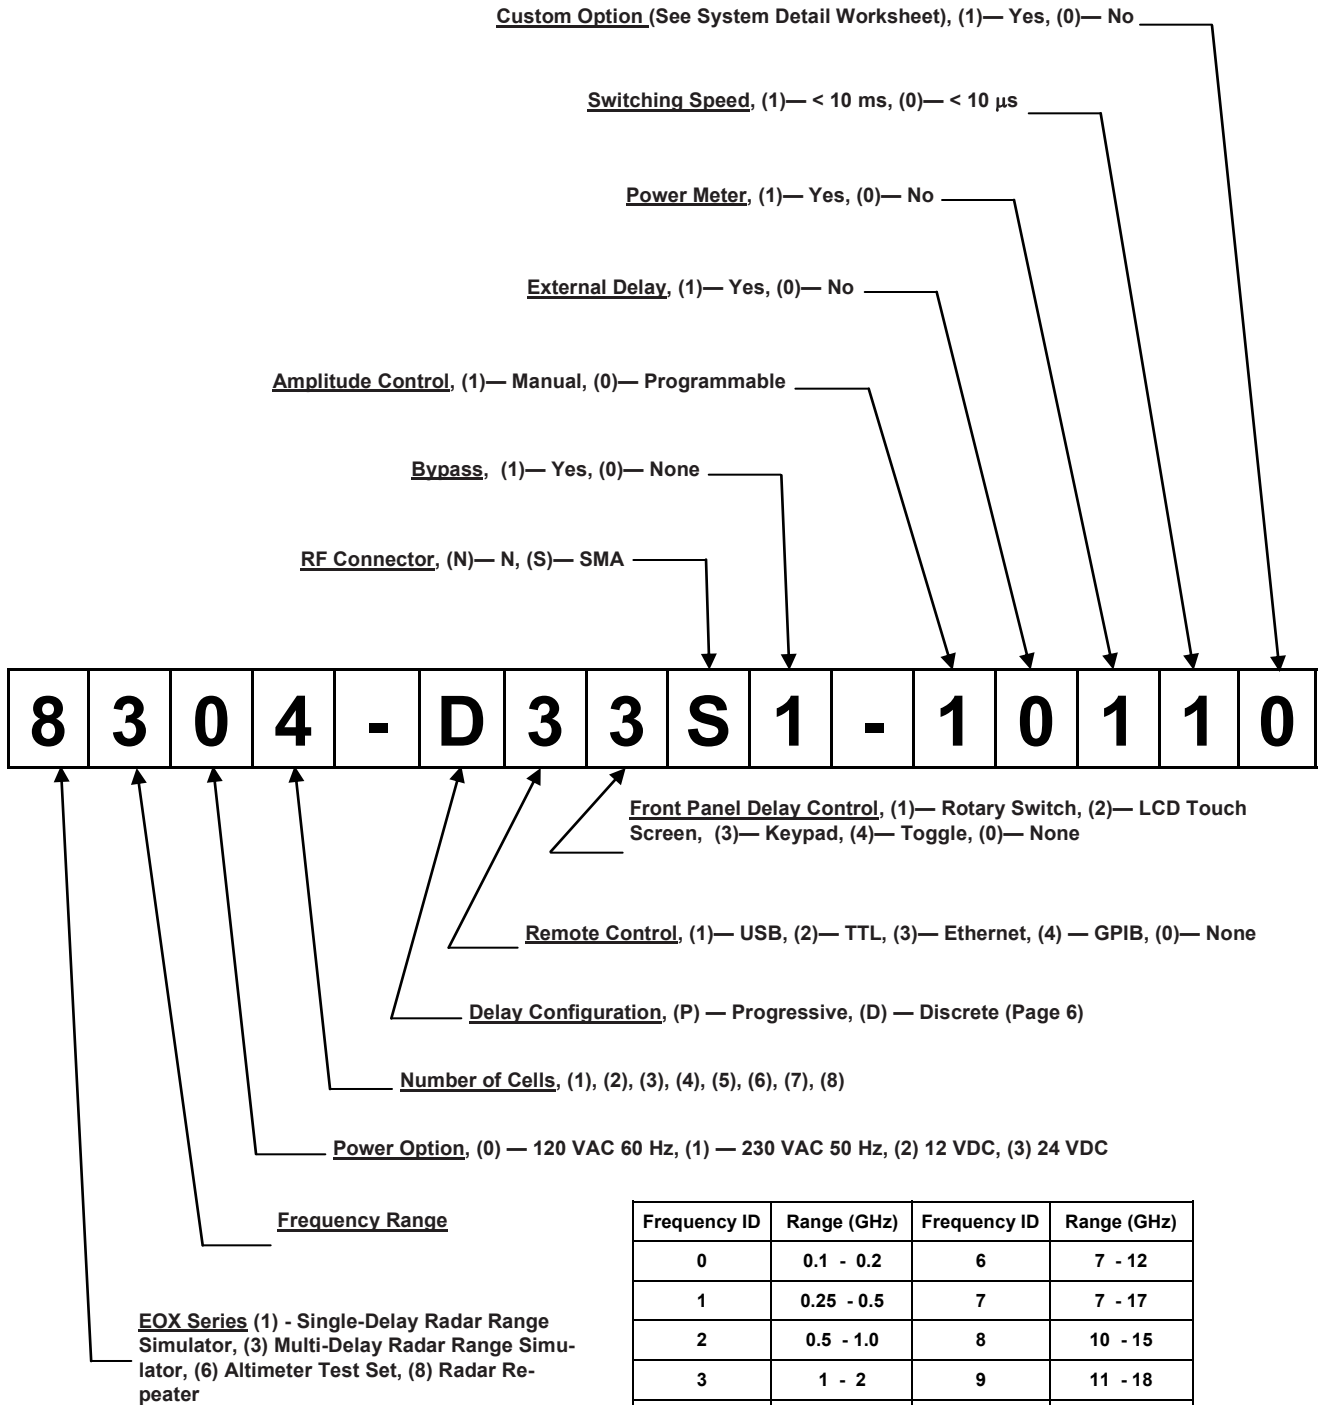 Custom Option (See System Detail Worksheet), (1)— Yes, (0)— No
Switching Speed, (1)— < 10 ms, (0)— < 10 µs
Power Meter, (1)— Yes, (0)— No
External Delay, (1)— Yes, (0)— No
Amplitude Control, (1)— Manual, (0)— Programmable
Bypass, (1)— Yes, (0)— None
RF Connector, (N)— N, (S)— SMA
8 3 0 4 - D 3 3 S 1 - 1 0 1 1 0
Front Panel Delay Control, (1)— Rotary Switch, (2)— LCD Touch
Screen, (3)— Keypad, (4)— Toggle, (0)— None
Remote Control, (1)— USB, (2)— TTL, (3)— Ethernet, (4) — GPIB, (0)— None
Delay Configuration, (P) — Progressive, (D) — Discrete (Page 6)
Number of Cells, (1), (2), (3), (4), (5), (6), (7), (8)
Power Option, (0) — 120 VAC 60 Hz, (1) — 230 VAC 50 Hz, (2) 12 VDC, (3) 24 VDC
Frequency Range
EOX Series (1) - Single-Delay Radar Range
Simulator, (3) Multi-Delay Radar Range Simu-
lator, (6) Altimeter Test Set, (8) Radar Re-
peater
Frequency ID Range (GHz) Frequency ID Range (GHz)
0 0.1 - 0.2 6 7 - 12
1 0.25 - 0.5 7 7 - 17
2 0.5 - 1.0 8 10 - 15
3 1 - 2 9 11 - 18